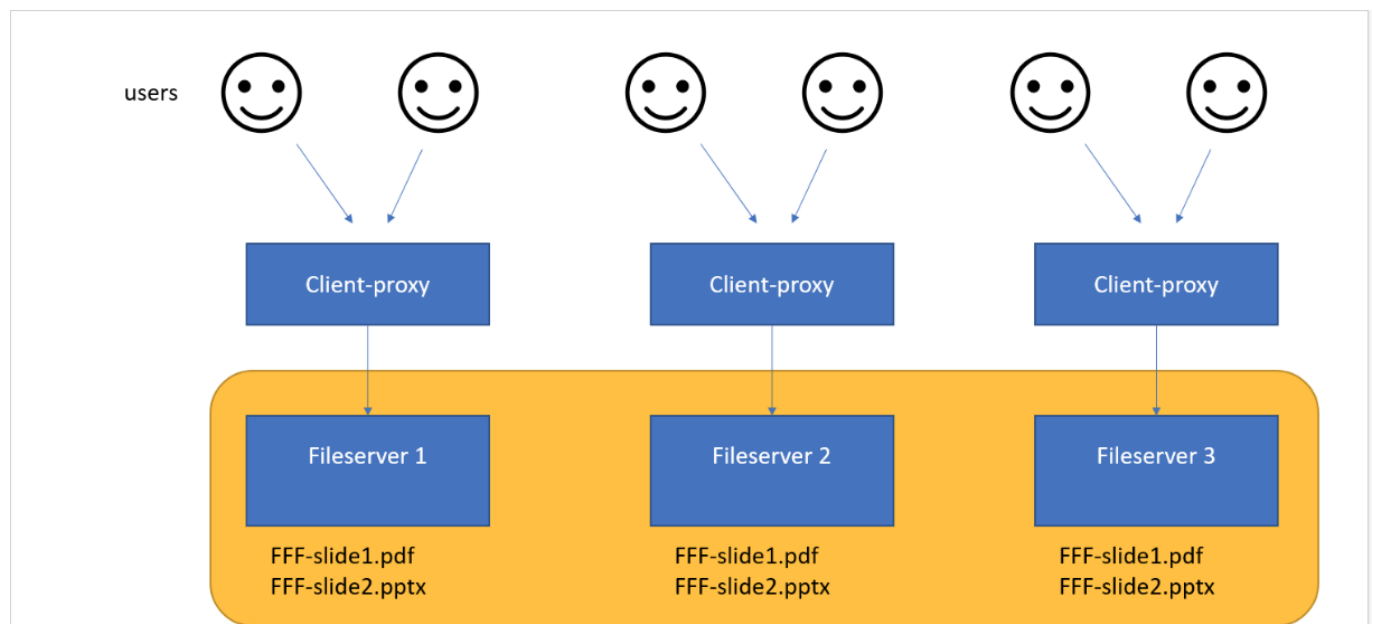 users
Client-proxy
Client-proxy
Client-proxy
Fileserver 1
Fileserver 2
Fileserver 3
FFF-slide1.pdf
FFF-slide2.pptx
FFF-slide1.pdf
FFF-slide2.pptx
FFF-slide1.pdf
FFF-slide2.pptx